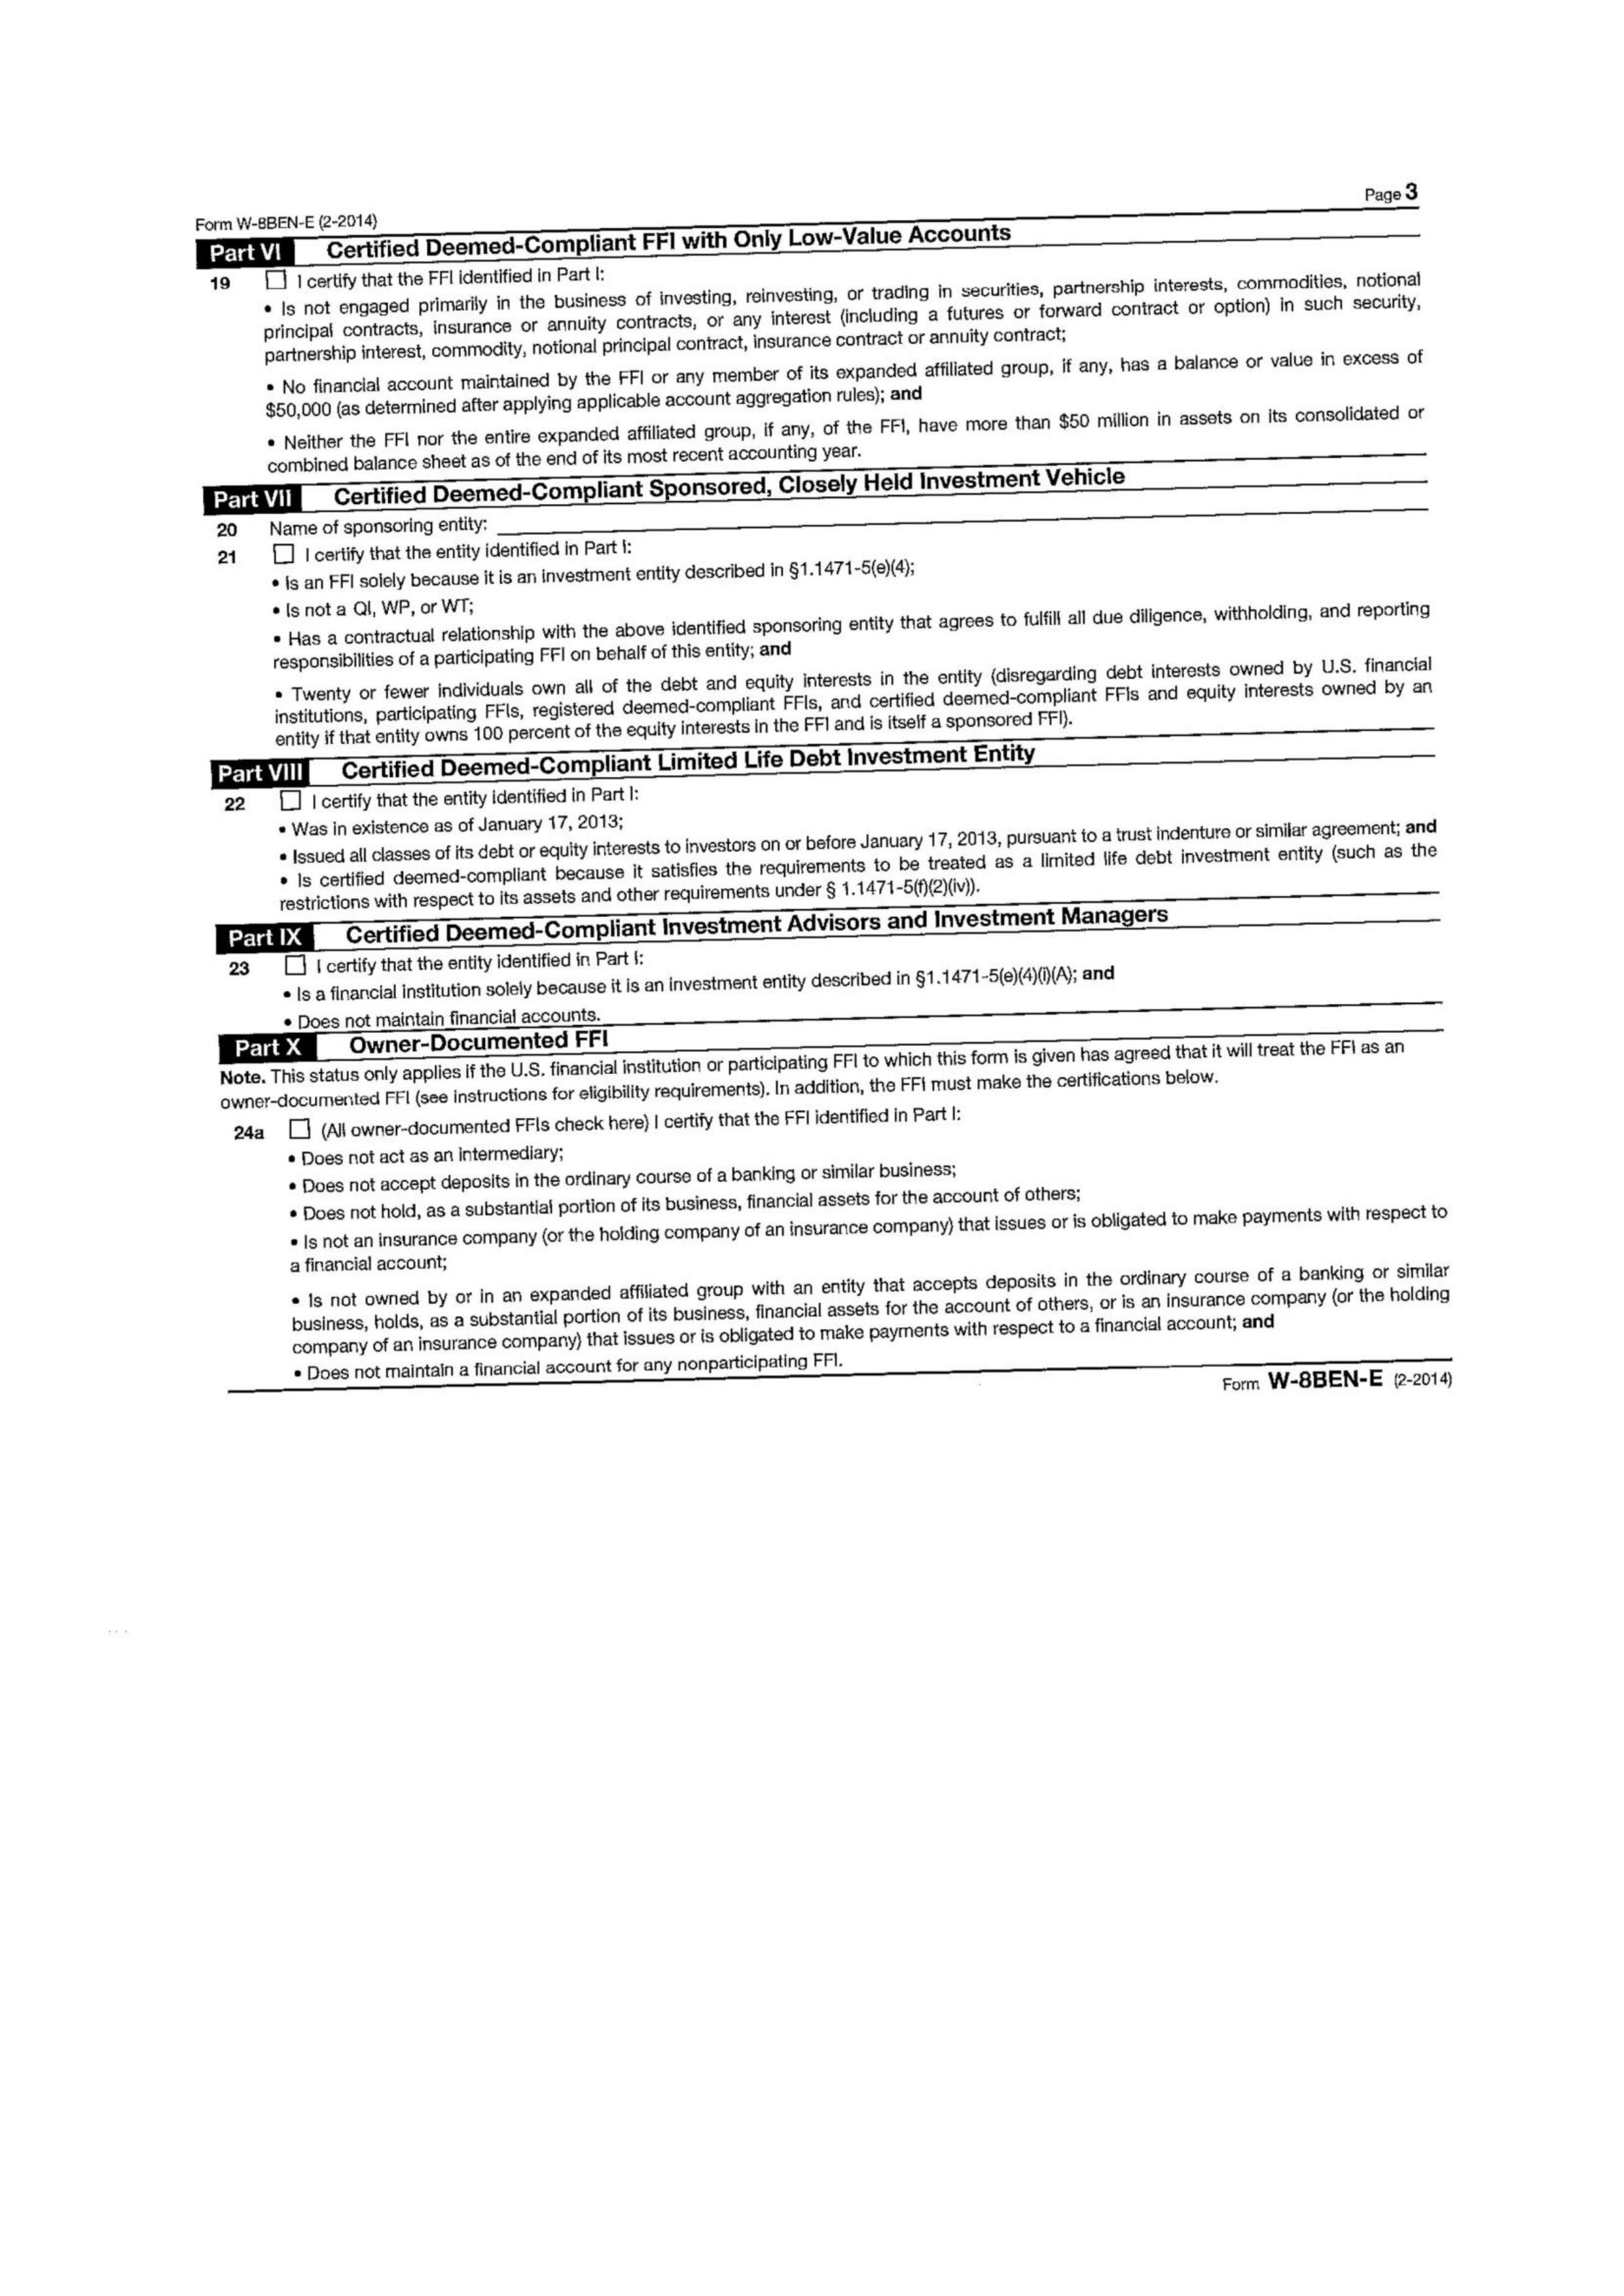 Page 3
Form W-8BEN-E (2-2014)
Part VI Certified Deemed-Compliant FFI with Only Low-Value Accounts
19 I certify that the FFI identified in Part I:
• Is not engaged primarily in the business of investing, reinvesting, or trading in securities, partnership interests, commodities, notional
principal contracts, insurance or annuity contracts, or any interest (including a futures or forward contract or option) in such security,
partnership interest, commodity, notional principal contract, insurance contract or annuity contract;
• No financial account maintained by the FFI or any member of its expanded affiliated group, if any, has a balance or value in excess of
$50,000 (as determined after applying applicable account aggregation rules); and
• Neither the FFI nor the entire expanded affiliated group, if any, of the FFI, have more than $50 million in assets on its consolidated or
combined balance sheet as of the end of its most recent accounting year.
Part VII Certified Deemed-Compliant Sponsored, Closely Held Investment Vehicle
20 Name of sponsoring entity:
21 I certify that the entity identified in Part I:
• Is an FFI solely because it is an investment entity described in §1.1471-5(e)(4);
• Is not a QI, WP, or WT;
• Has a contractual relationship with the above identified sponsoring entity that agrees to fulfill all due diligence, withholding, and reporting
responsibilities of a participating FFI on behalf of this entity; and
• Twenty or fewer individuals own all of the debt and equity interests in the entity (disregarding debt interests owned by U.S. financial
institutions, participating FFIs, registered deemed-compliant FFIs, and certified deemed-compliant FFIs and equity interests owned by an
entity if that entity owns 100 percent of the equity interests in the FFI and is itself a sponsored FFI).
Part VIII Certified Deemed-Compliant Limited Life Debt Investment Entity
22 I certify that the entity identified in Part I:
• Was in existence as of January 17, 2013;
• Issued all classes of its debt or equity interests to investors on or before January 17, 2013, pursuant to a trust indenture or similar agreement; and
• Is certified deemed-compliant because it satisfies the requirements to be treated as a limited life debt investment entity (such as the
restrictions with respect to its assets and other requirements under § 1.1471-5(f)(2)(iv)).
Part IX Certified Deemed-Compliant Investment Advisors and Investment Managers
23 I certify that the entity identified in Part I:
• Is a financial institution solely because it is an investment entity described in §1.1471-5(e)(4)(i)(A); and
• Does not maintain financial accounts.
Part X Owner-Documented FFI
Note. This status only applies if the U.S. financial institution or participating FFI to which this form is given has agreed that it will treat the FFI as an
owner-documented FFI (see instructions for eligibility requirements). In addition, the FFI must make the certifications below.
24a (All owner-documented FFIs check here) I certify that the FFI identified in Part I:
• Does not act as an intermediary;
• Does not accept deposits in the ordinary course of a banking or similar business;
• Does not hold, as a substantial portion of its business, financial assets for the account of others;
• Is not an insurance company (or the holding company of an insurance company) that issues or is obligated to make payments with respect to
a financial account;
• Is not owned by or in an expanded affiliated group with an entity that accepts deposits in the ordinary course of a banking or similar
business, holds, as a substantial portion of its business, financial assets for the account of others, or is an insurance company (or the holding
company of an insurance company) that issues or is obligated to make payments with respect to a financial account; and
• Does not maintain a financial account for any nonparticipating FFI.
Form W-8BEN-E (2-2014)